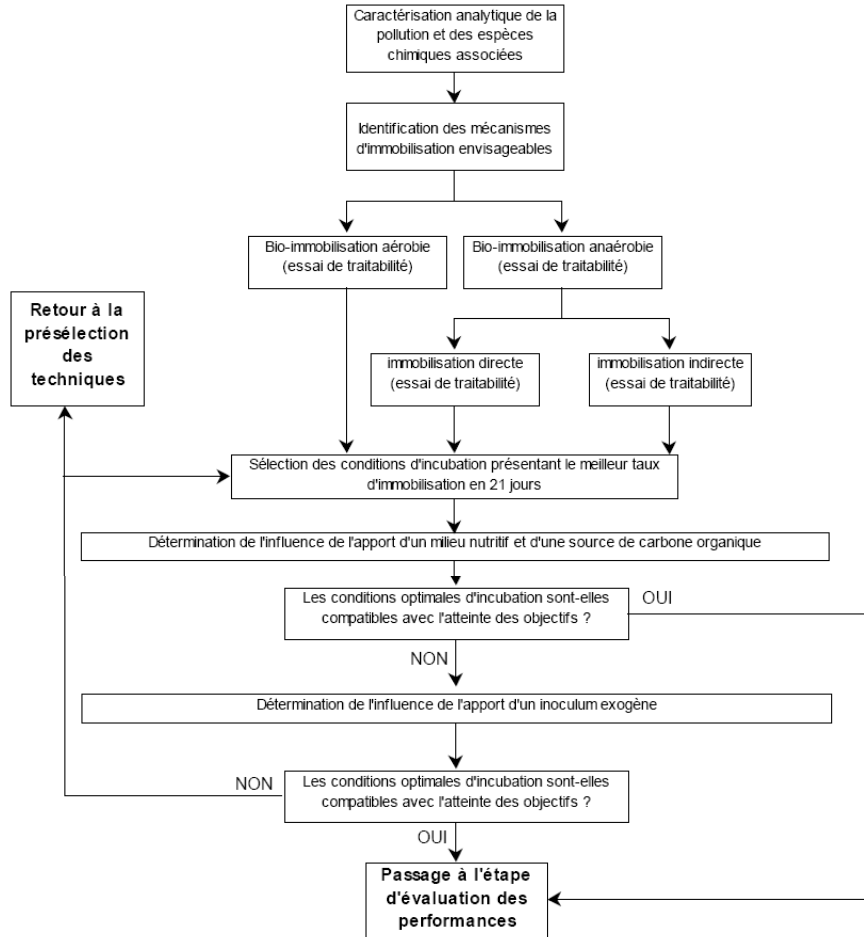 Caractérisation analytique de la
pollution et des espèces
chimiques associées
Identification des mécanismes
d'immobilisation envisageables
Bio-immobilisation aérobie
(essai de traitabilité)
Bio-immobilisation anaérobie
(essai de traitabilité)
Retour à la
présélection
des
techniques
immobilisation directe
(essai de traitabilité)
immobilisation indirecte
(essai de traitabilité)
Sélection des conditions d'incubation présentant le meilleur taux
d'immobilisation en 21 jours
Détermination de l'influence de l'apport d'un milieu nutritif et d'une source de carbone organique
Les conditions optimales d'incubation sont-elles
compatibles avec l'atteinte des objectifs ?
OUI
NON
Détermination de l'influence de l'apport d'un inoculum exogène
NON
Les conditions optimales d'incubation sont-elles
compatibles avec l'atteinte des objectifs ?
OUI
Passage à l'étape
d'évaluation des
performances